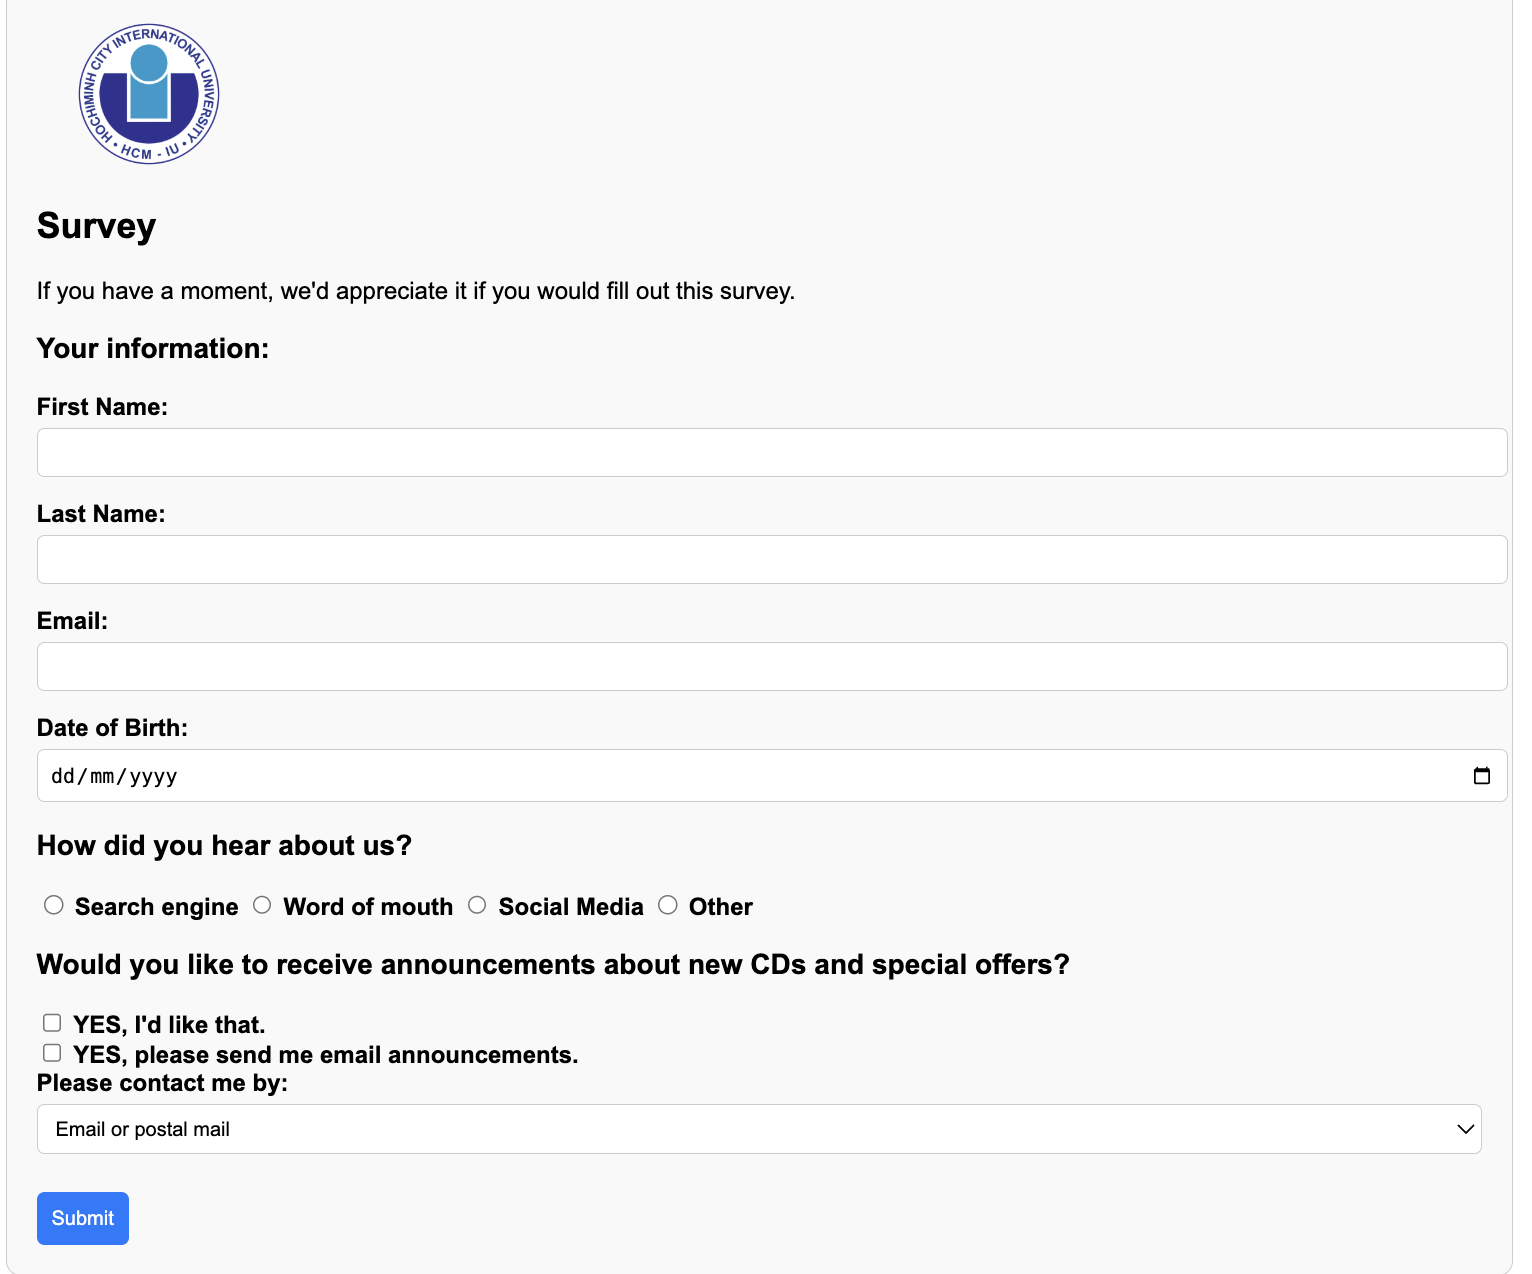 HOCHIMINH CITY INTERNATIONAL UNIVERSITY
• HCM - IU •
Survey
If you have a moment, we'd appreciate it if you would fill out this survey.
Your information:
First Name:
Last Name:
Email:
Date of Birth:
dd/mm/yyyy
How did you hear about us?
Search engine Word of mouth Social Media Other
Would you like to receive announcements about new CDs and special offers?
YES, I'd like that.
YES, please send me email announcements.
Please contact me by:
Email or postal mail
Submit